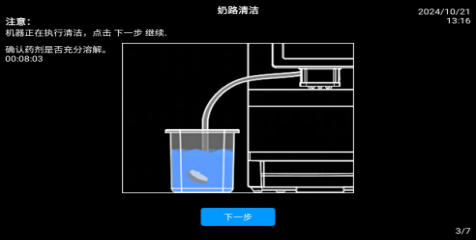 奶路清洁
2024/10/21
13:16
注意:
机器正在执行清洁，点击 下一步 继续.
确认药剂是否充分溶解。
00:08:03
下一步
3/7